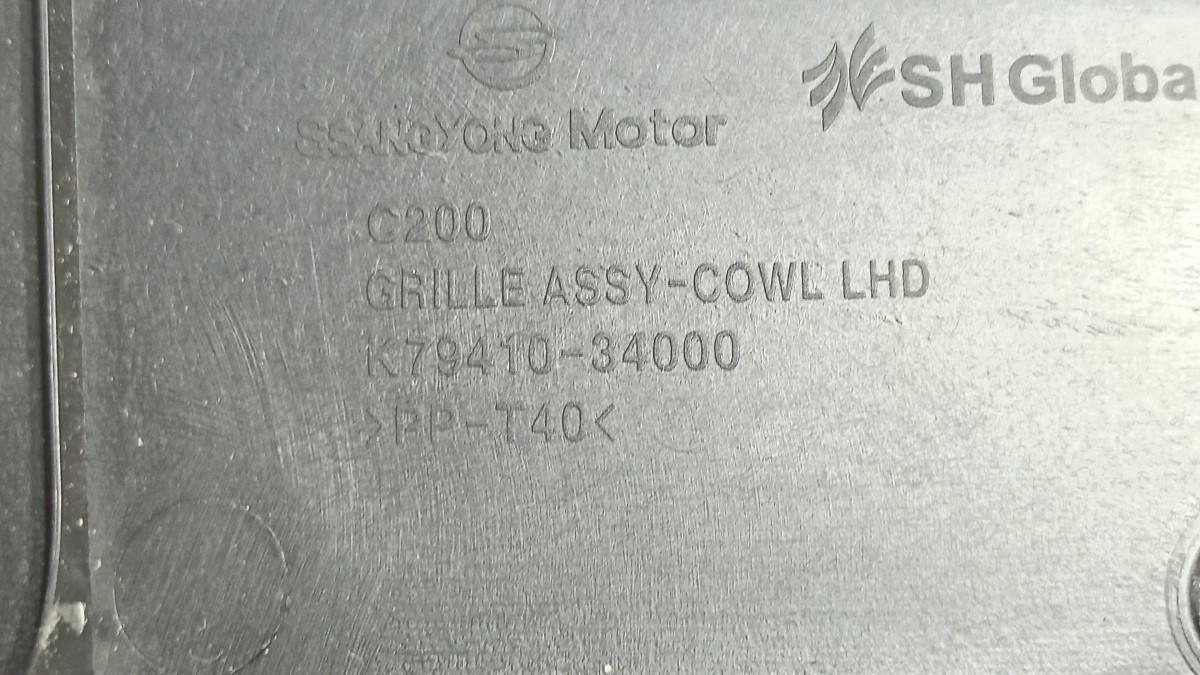 SH Globa
SSANGYONG Motor
C200
GRILLE ASSY-COWL LHD
K79410-34000
>PP-T40<